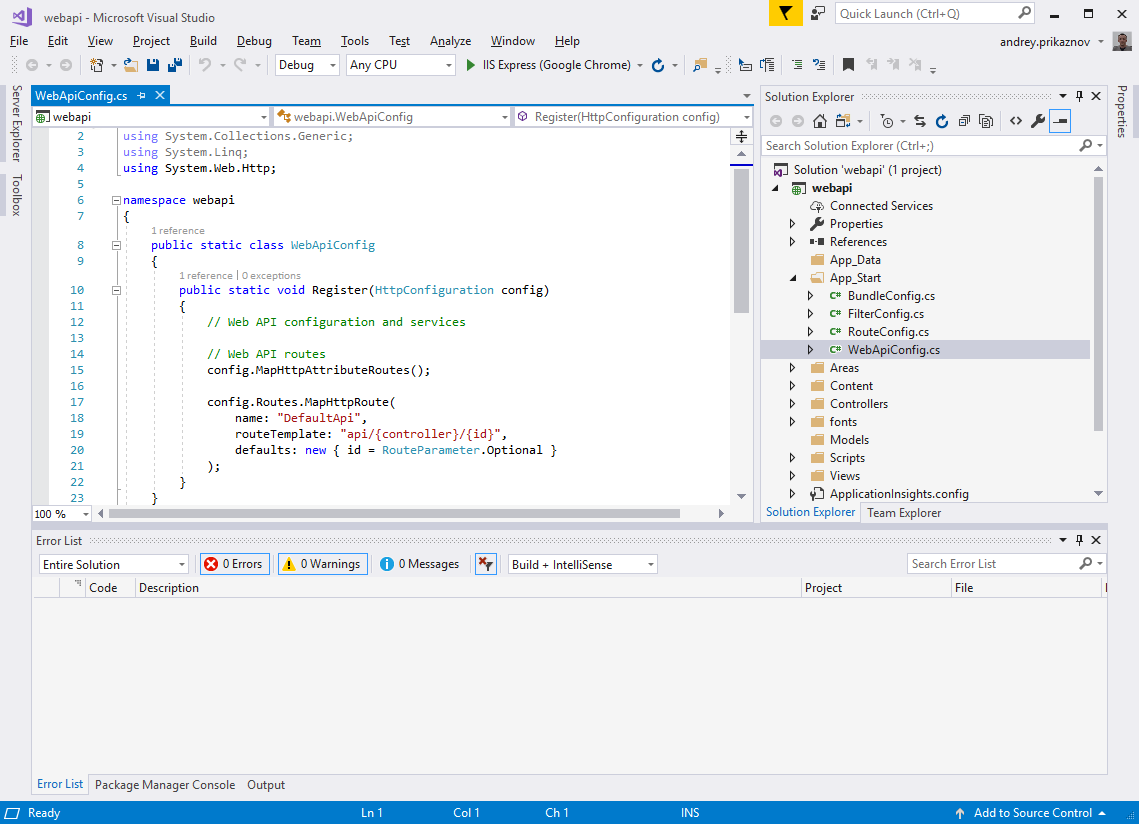 webapi - Microsoft Visual Studio
Quick Launch (Ctrl+Q)
File Edit View Project Build Debug Team Tools Test Analyze Window Help
andrey.prikaznov
Debug Any CPU IIS Express (Google Chrome)
Server Explorer
Toolbox
WebApiConfig.cs
webapi webapi.WebApiConfig Register(HttpConfiguration config)
2 using System.Collections.Generic;
3 using System.Linq;
4 using System.Web.Http;
5
6 namespace webapi
7 {
1 reference
8 public static class WebApiConfig
9 {
1 reference | 0 exceptions
10 public static void Register(HttpConfiguration config)
11 {
12 // Web API configuration and services
13
14 // Web API routes
15 config.MapHttpAttributeRoutes();
16
17 config.Routes.MapHttpRoute(
18 name: "DefaultApi",
19 routeTemplate: "api/{controller}/{id}",
20 defaults: new { id = RouteParameter.Optional }
21 );
22 }
23 }
100 %
Solution Explorer
Search Solution Explorer (Ctrl+;)
Solution 'webapi' (1 project)
webapi
Connected Services
Properties
References
App_Data
App_Start
C# BundleConfig.cs
C# FilterConfig.cs
C# RouteConfig.cs
C# WebApiConfig.cs
Areas
Content
Controllers
fonts
Models
Scripts
Views
ApplicationInsights.config
Solution Explorer Team Explorer
Properties
Error List
Entire Solution 0 Errors 0 Warnings 0 Messages Build + IntelliSense Search Error List
Code Description Project File
Error List Package Manager Console Output
Ready Ln 1 Col 1 Ch 1 INS Add to Source Control